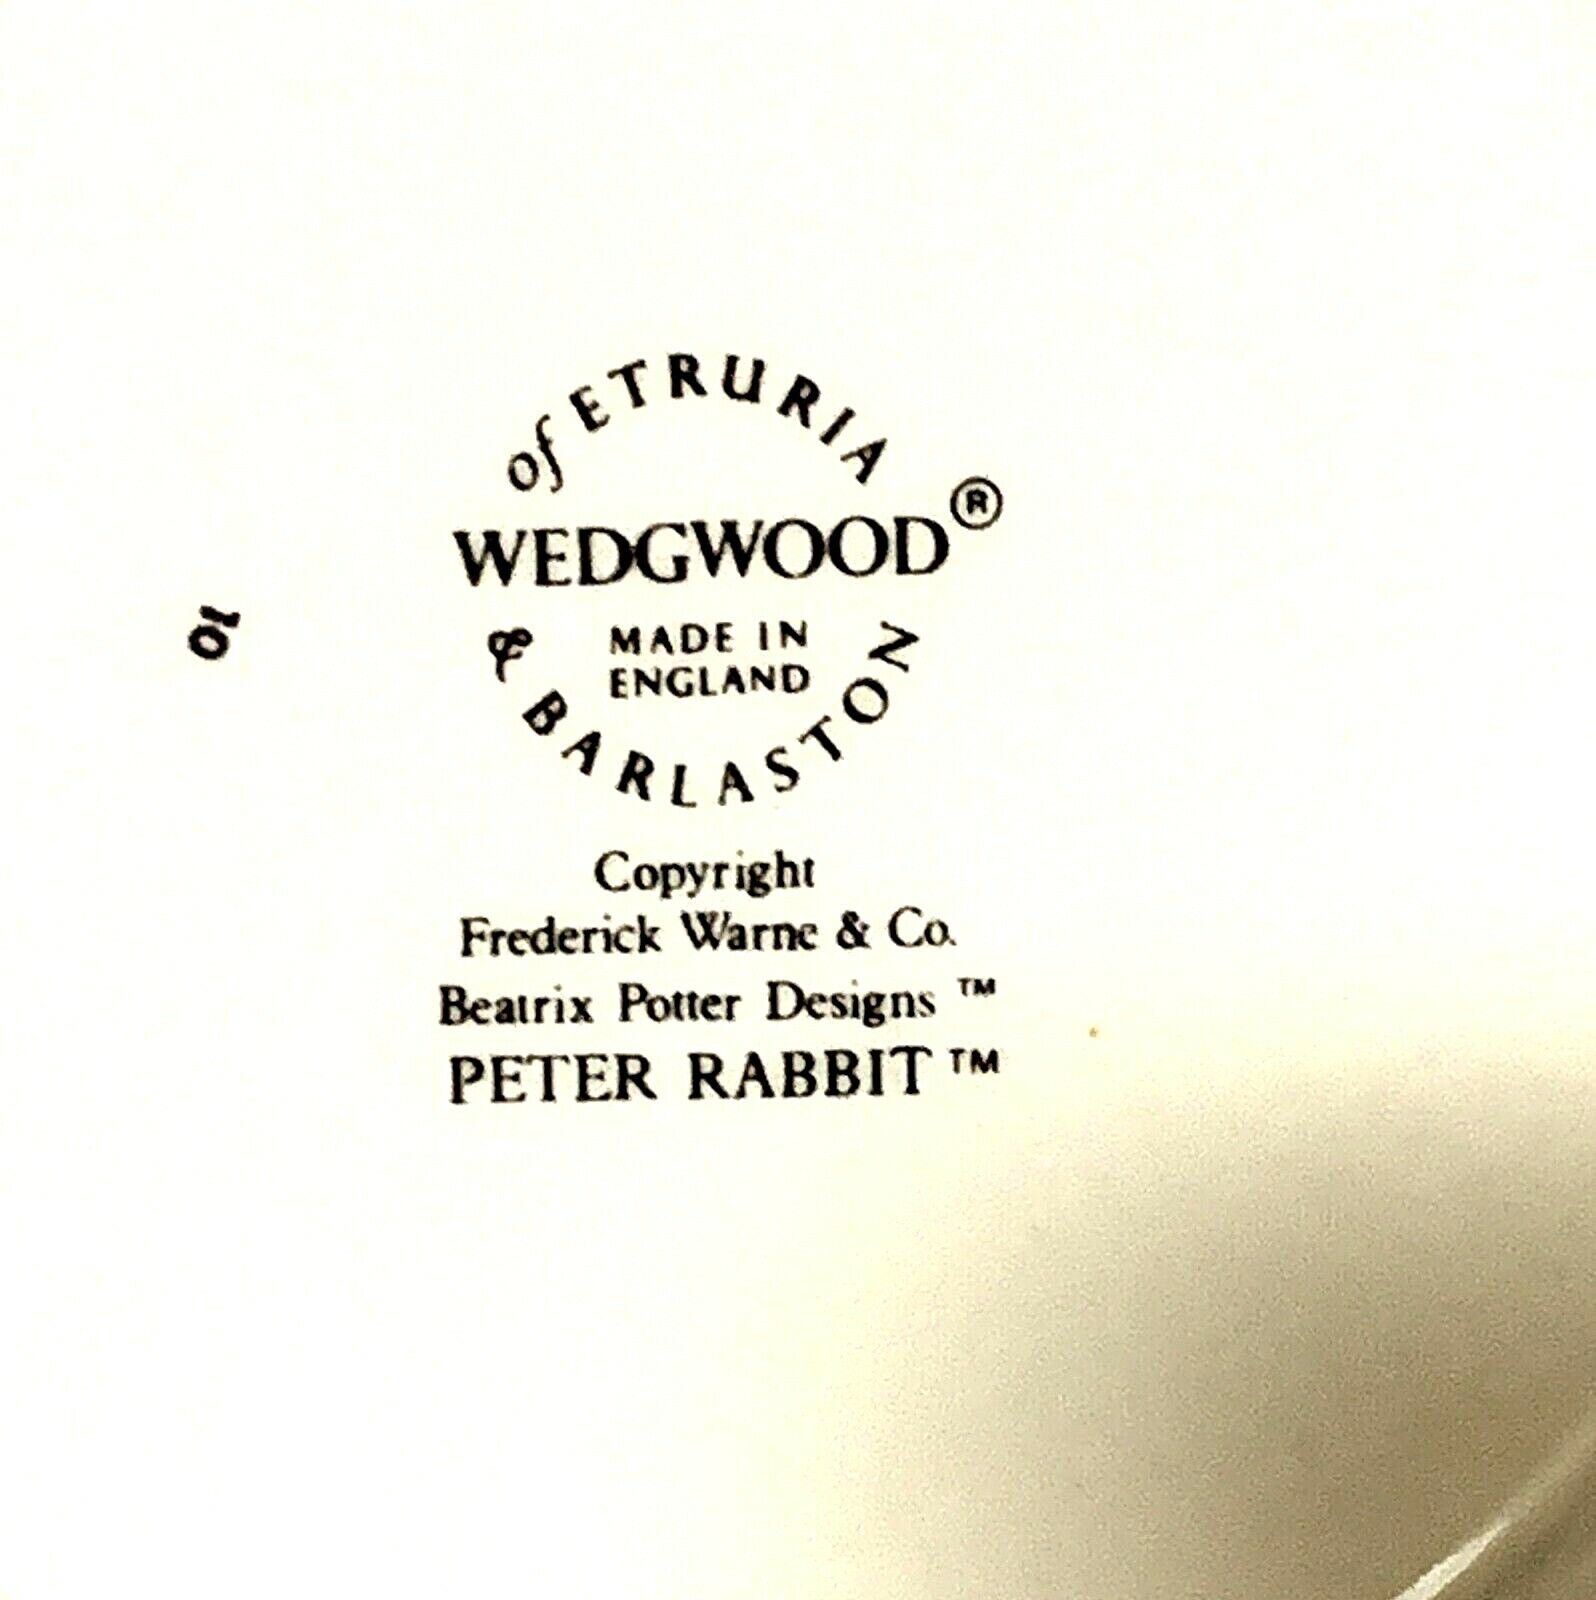 of ETRURIA
WEDGWOOD®
MADE IN
ENGLAND
& BARLASTON
10
Copyright
Frederick Warne & Co.
Beatrix Potter Designs ™
PETER RABBIT ™